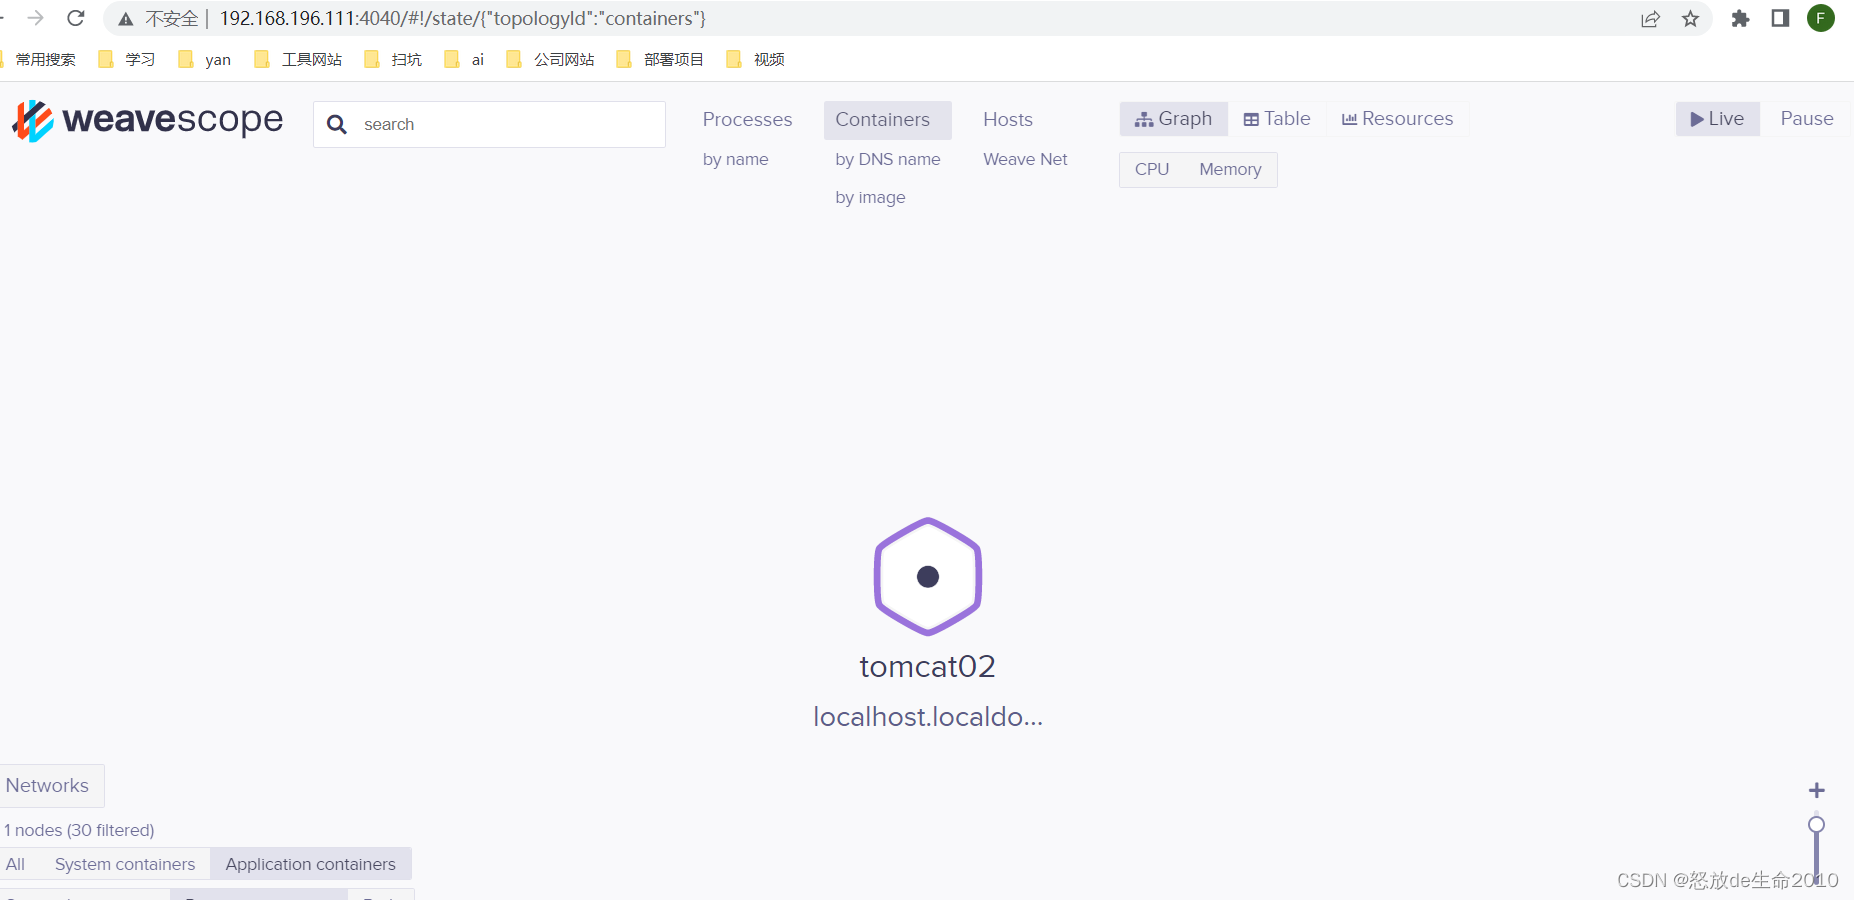 不安全 | 192.168.196.111:4040/#!/state/{"topologyId":"containers"}
F
常用搜索 学习 yan 工具网站 扫坑 ai 公司网站 部署项目 视频
weavescope
search
Processes Containers Hosts Graph Table Resources Live Pause
by name by DNS name Weave Net CPU Memory
by image
tomcat02
localhost.localdo...
Networks
1 nodes (30 filtered)
All System containers Application containers
CSDN @怒放de生命2010